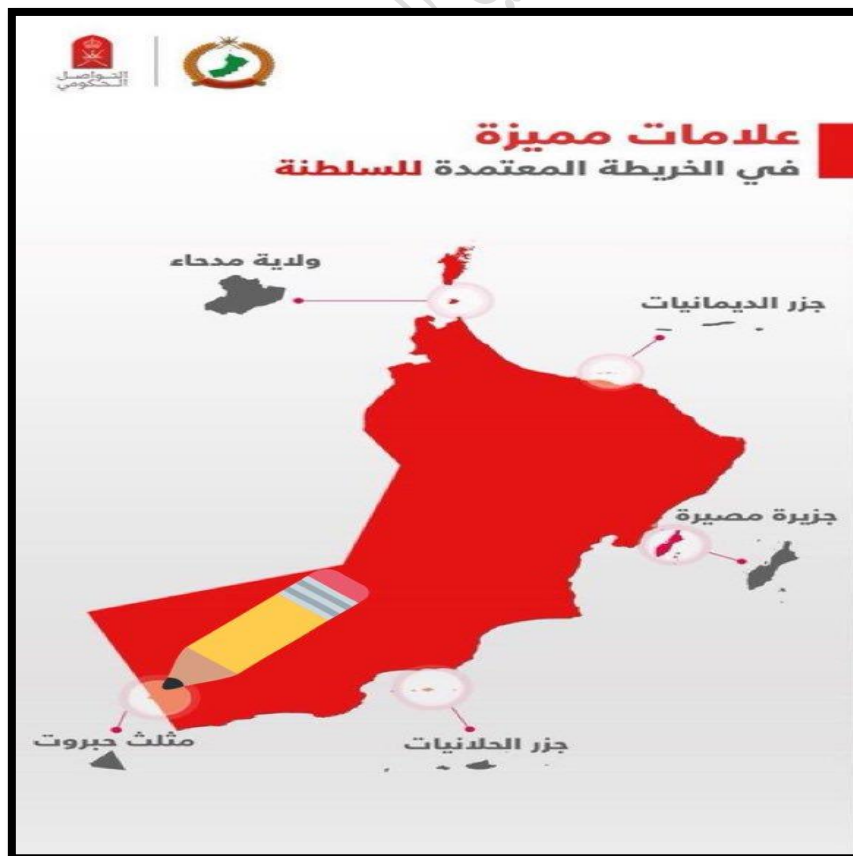 التواصل
الحكومي
علامات مميزة
في الخريطة المعتمدة للسلطنة
ولاية مدحاء
جزر الديمانيات
جزيرة مصيرة
مثلث حبروت
جزر الحلانيات